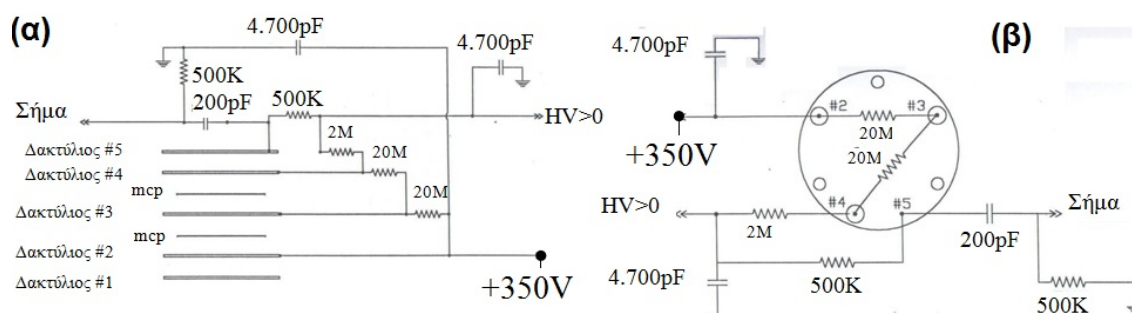 (α)
4.700pF
4.700pF
500K
Σήμα
200pF
500K
HV>0
2M
Δακτύλιος #5
20M
Δακτύλιος #4
mcp
20M
Δακτύλιος #3
mcp
Δακτύλιος #2
Δακτύλιος #1
+350V
(β)
4.700pF
#2
#3
20M
+350V
20M
HV>0
#4
#5
Σήμα
2M
200pF
4.700pF
500K
500K